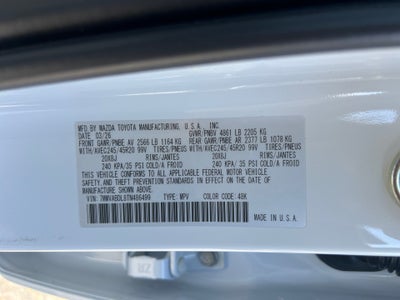 MFD. BY MAZDA TOYOTA MANUFACTURING, U.S.A., INC.
DATE: 03/26 GVWR/PNBV 4861 LB 2205 KG
FRONT GAWR/PNBE AV 2566 LB 1164 KG REAR GAWR/PNBE AR 2377 LB 1078 KG
WITH/AVEC245/45R20 99V TIRES/PNEUS WITH/AVEC245/45R20 99V TIRES/PNEUS
20X8J RIMS/JANTES 20X8J RIMS/JANTES
240 KPA/35 PSI COLD/A FROID 240 KPA/35 PSI COLD/A FROID
THIS VEHICLE CONFORMS TO ALL APPLICABLE FEDERAL MOTOR VEHICLE
SAFETY, BUMPER, AND THEFT PREVENTION STANDARDS IN EFFECT ON THE DATE OF
MANUFACTURE SHOWN ABOVE.
VIN: TYPE: MPV COLOR CODE: 48K
MADE IN U.S.A.